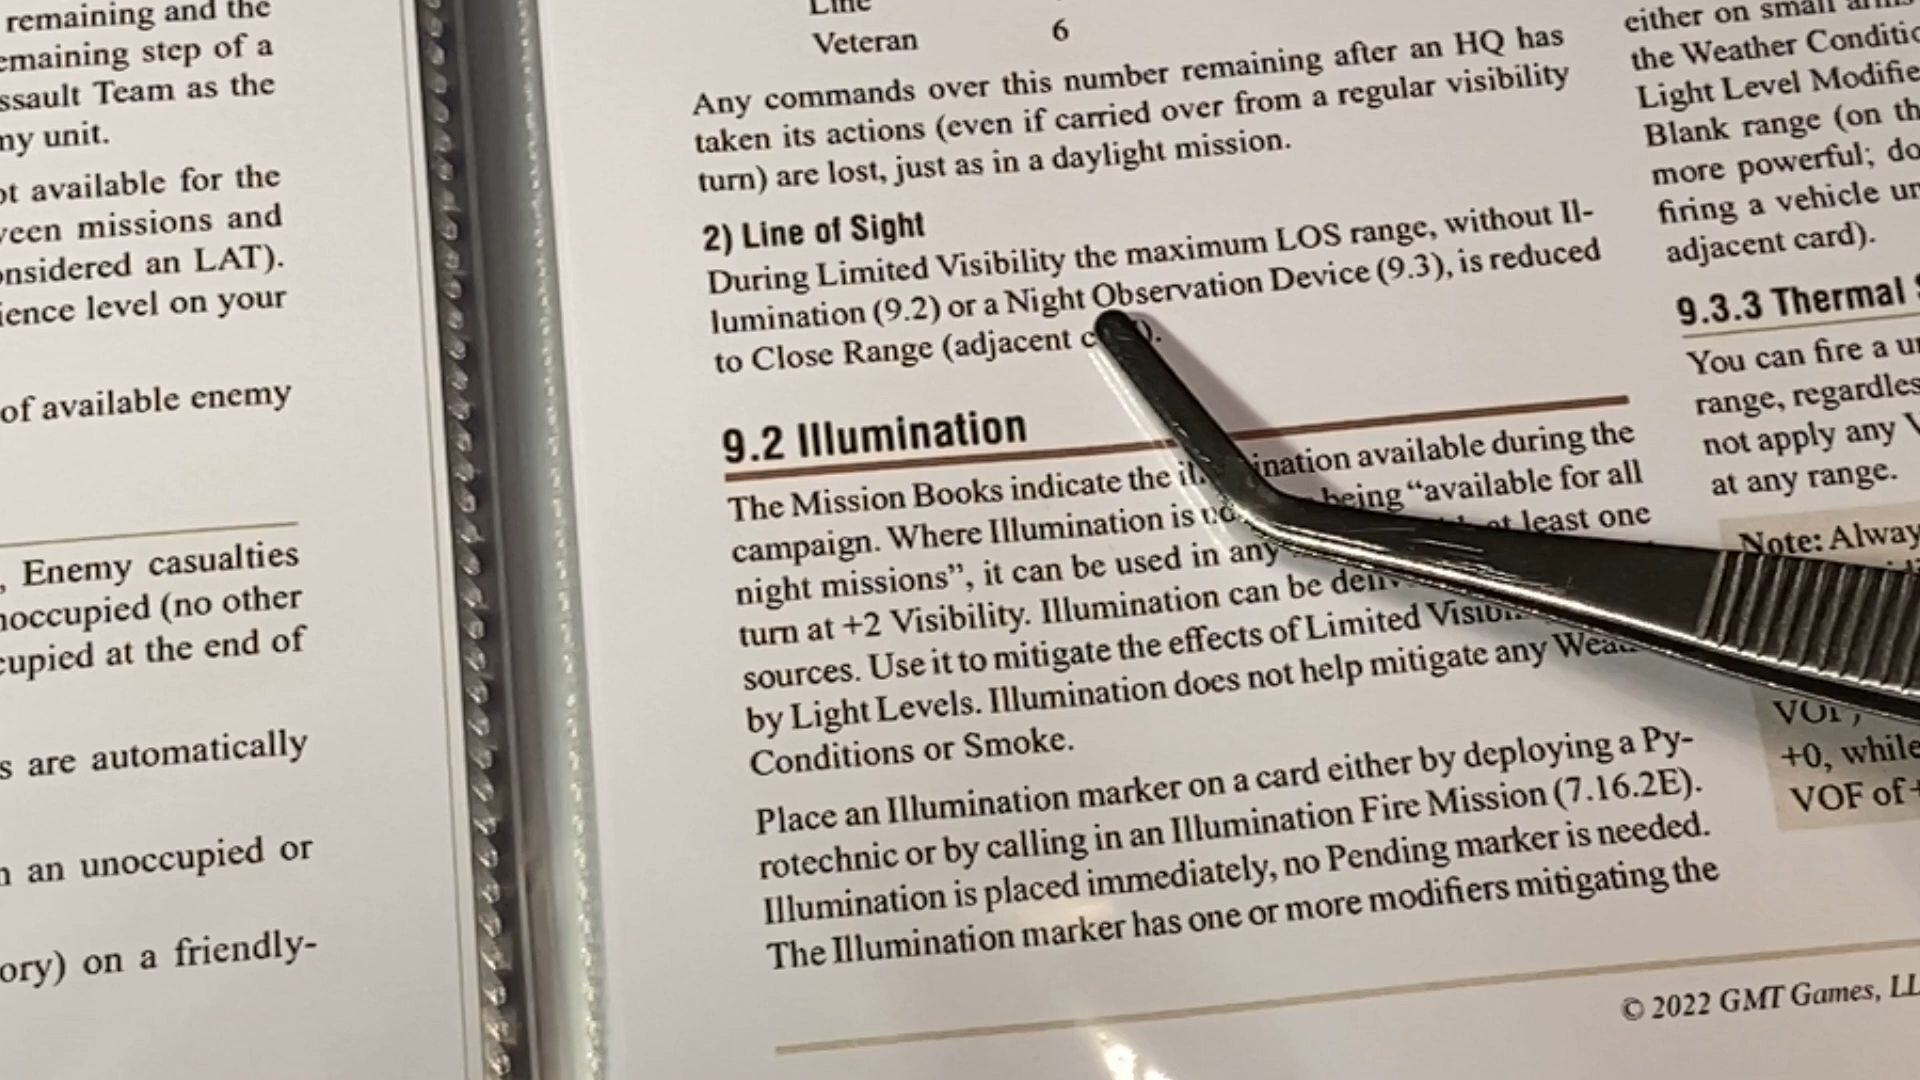 remaining and the
emaining step of a
ssault Team as the
ny unit.
ot available for the
veen missions and
onsidered an LAT).
ience level on your
of available enemy
, Enemy casualties
noccupied (no other
cupied at the end of
s are automatically
n an unoccupied or
ory) on a friendly-
Line
Veteran 6
Any commands over this number remaining after an HQ has
taken its actions (even if carried over from a regular visibility
turn) are lost, just as in a daylight mission.
2) Line of Sight
During Limited Visibility the maximum LOS range, without Il-
lumination (9.2) or a Night Observation Device (9.3), is reduced
to Close Range (adjacent
9.2 Illumination
The Mission Books indicate the ination available during the
campaign. Where Illumination is being “available for all
night missions”, it can be used in any at least one
turn at +2 Visibility. Illumination can be
sources. Use it to mitigate the effects of Limited
by Light Levels. Illumination does not help mitigate any
Conditions or Smoke.
Place an Illumination marker on a card either by deploying a Py-
rotechnic or by calling in an Illumination Fire Mission (7.16.2E).
Illumination is placed immediately, no Pending marker is needed.
The Illumination marker has one or more modifiers mitigating the
either on small
the Weather Conditio
Light Level Modifie
Blank range (on th
more powerful; do
firing a vehicle un
adjacent card).
9.3.3 Thermal
You can fire a
range, regardles
not apply any
at any range.
Note: Alway
+0, while
VOF of
© 2022 GMT Games, LL